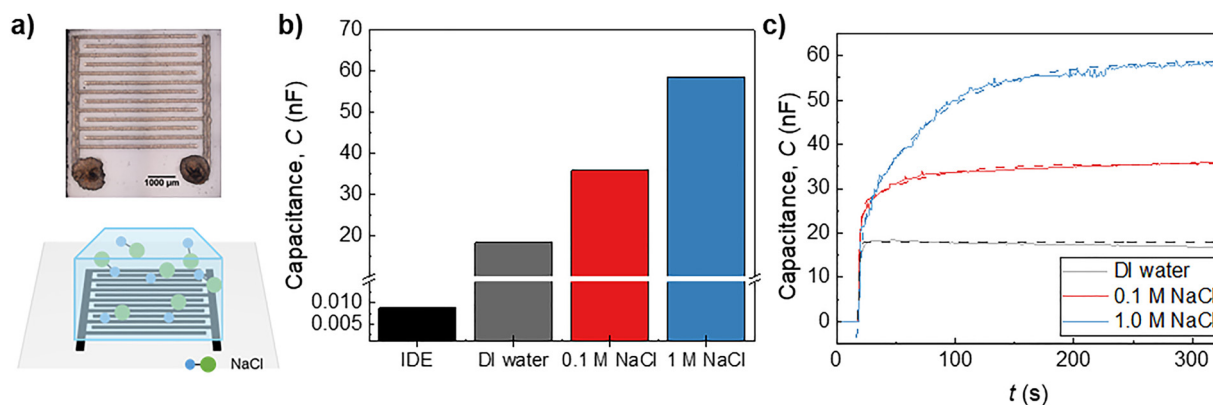 a)
1000 µm
NaCl
b)
Capacitance, C (nF)
70
60
50
40
30
20
0.010
0.005
IDE
DI water
0.1 M NaCl
1 M NaCl
c)
Capacitance, C (nF)
60
50
40
30
20
10
0
DI water
0.1 M NaCl
1.0 M NaCl
0
100
200
300
t (s)